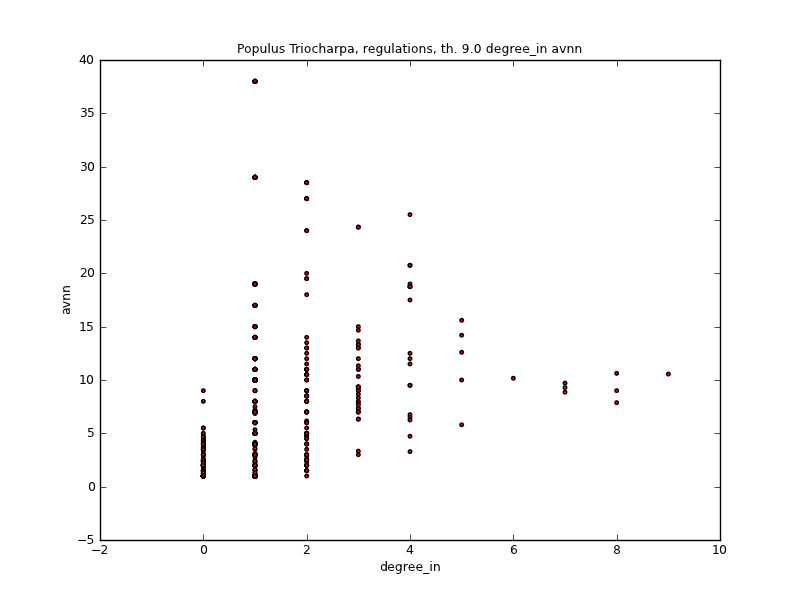 Populus Triocharpa, regulations, th. 9.0 degree_in avnn
40
35
30
25
20
15
10
5
0
−5
avnn
−2 0 2 4 6 8 10
degree_in